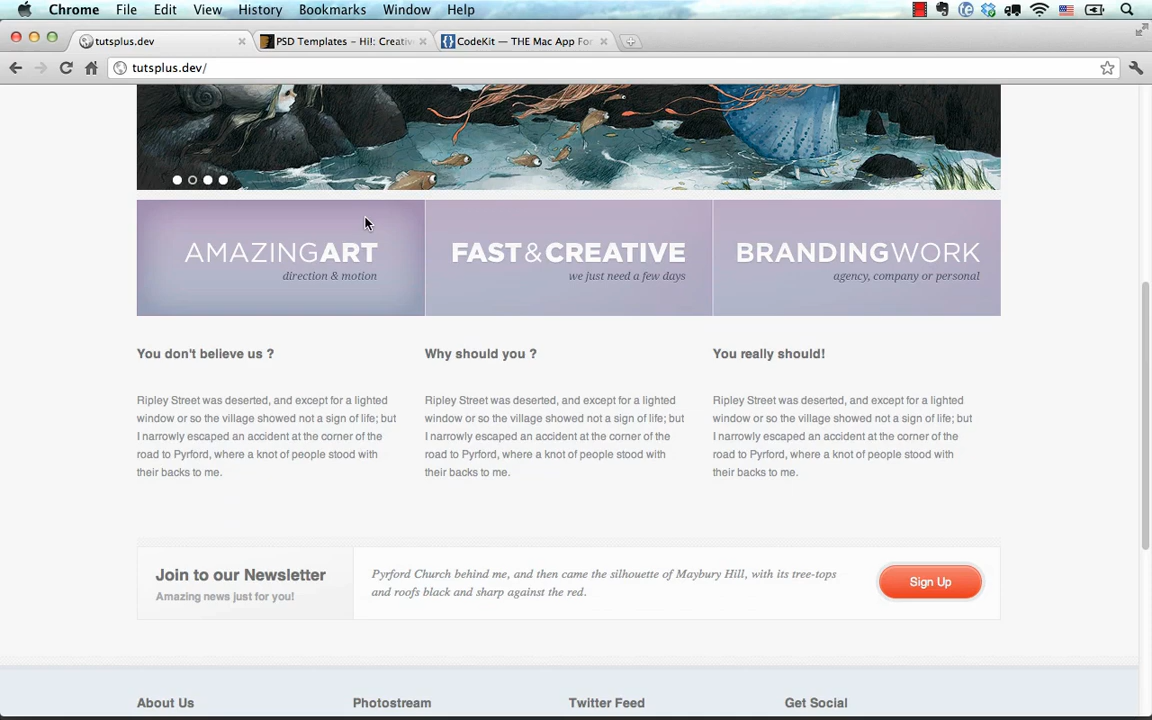 Chrome File Edit View History Bookmarks Window Help
tutsplus.dev
PSD Templates – Hi!: Creativ
CodeKit — THE Mac App For
tutsplus.dev/
AMAZINGART
direction & motion
FAST&CREATIVE
we just need a few days
BRANDINGWORK
agency, company or personal
You don't believe us ?
Ripley Street was deserted, and except for a lighted
window or so the village showed not a sign of life; but
I narrowly escaped an accident at the corner of the
road to Pyrford, where a knot of people stood with
their backs to me.
Why should you ?
Ripley Street was deserted, and except for a lighted
window or so the village showed not a sign of life; but
I narrowly escaped an accident at the corner of the
road to Pyrford, where a knot of people stood with
their backs to me.
You really should!
Ripley Street was deserted, and except for a lighted
window or so the village showed not a sign of life; but
I narrowly escaped an accident at the corner of the
road to Pyrford, where a knot of people stood with
their backs to me.
Join to our Newsletter
Amazing news just for you!
Pyrford Church behind me, and then came the silhouette of Maybury Hill, with its tree-tops
and roofs black and sharp against the red.
Sign Up
About Us
Photostream
Twitter Feed
Get Social